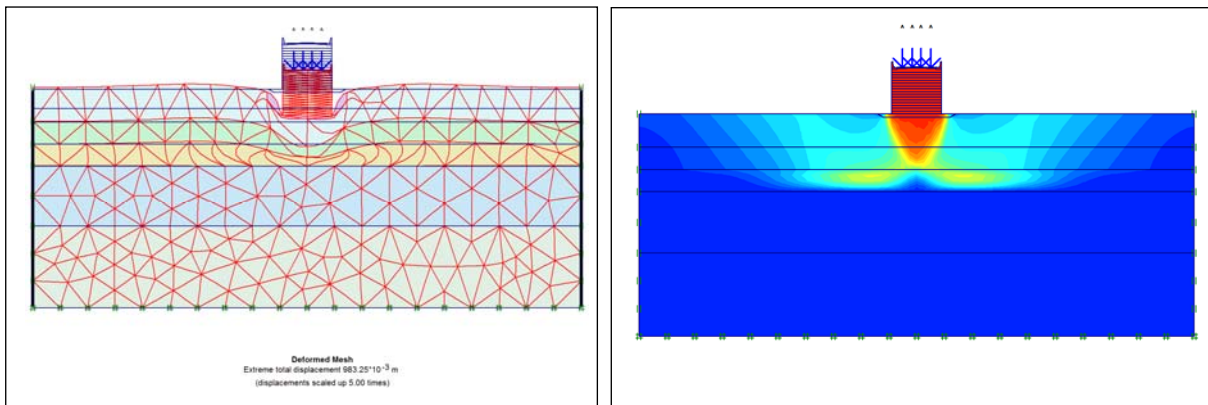 Deformed Mesh
Extreme total displacement 983.25*10-3 m
(displacements scaled up 5.00 times)